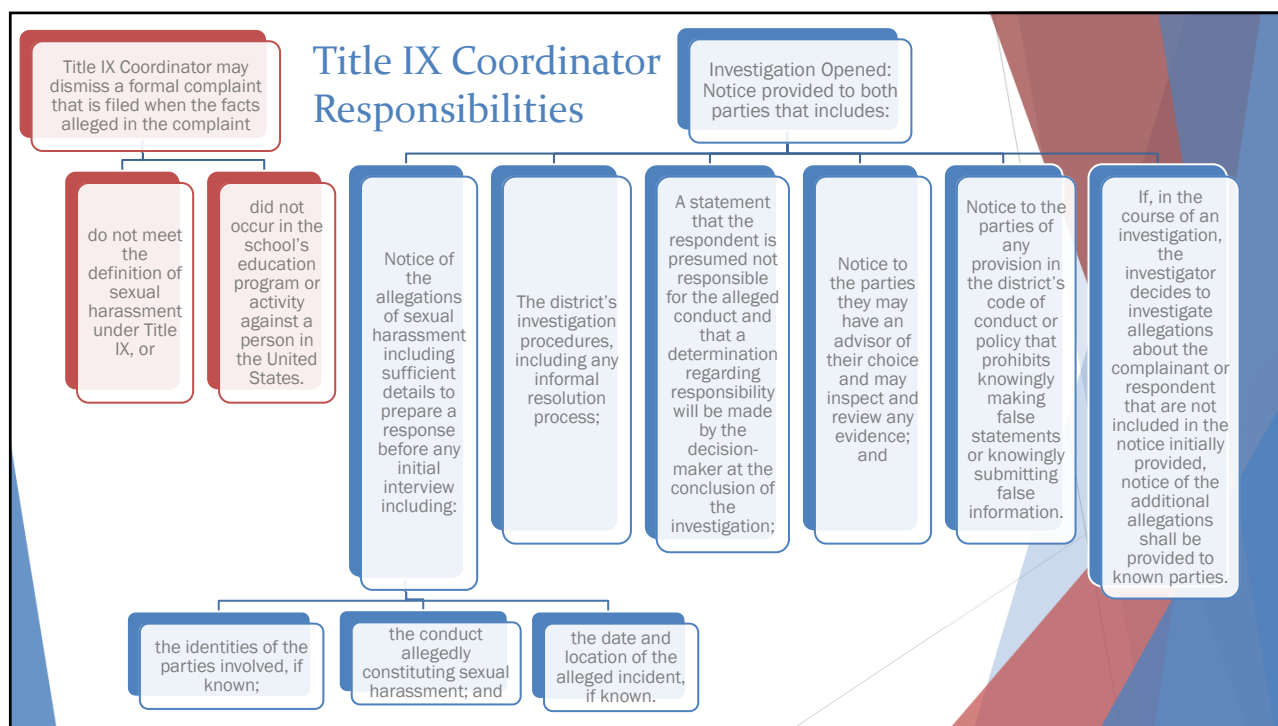 Title IX Coordinator
Responsibilities
Title IX Coordinator may
dismiss a formal complaint
that is filed when the facts
alleged in the complaint
do not meet
the
definition of
sexual
harassment
under Title
IX, or
did not
occur in the
school’s
education
program or
activity
against a
person in
the United
States.
Investigation Opened:
Notice provided to both
parties that includes:
Notice of
the
allegations
of sexual
harassment
including
sufficient
details to
prepare a
response
before any
initial
interview
including:
the identities of the
parties involved, if
known;
the conduct
allegedly
constituting sexual
harassment; and
the date and
location of the
alleged incident,
if known.
The district’s
investigation
procedures,
including any
informal
resolution
process;
A statement
that the
respondent is
presumed not
responsible
for the alleged
conduct and
that a
determination
regarding
responsibility
will be made
by the
decision-
maker at the
conclusion of
the
investigation;
Notice to
the parties
they may
have an
advisor of
their choice
and may
inspect and
review any
evidence;
and
Notice to the
parties of
any
provision in
the district’s
code of
conduct or
policy that
prohibits
knowingly
making
false
statements
or knowingly
submitting
false
information.
If, in the
course of an
investigation,
the
investigator
decides to
investigate
allegations
about the
complainant or
respondent
that are not
included in the
notice initially
provided,
notice of the
additional
allegations
shall be
provided to
known parties.